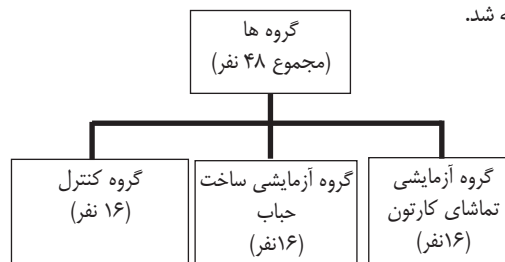 ه شد.
گروه ها
(مجموع ۴۸ نفر)
گروه آزمایشی
تماشای کارتون
(۱۶نفر)
گروه آزمایشی ساخت
حباب
(۱۶نفر)
گروه کنترل
(۱۶ نفر)